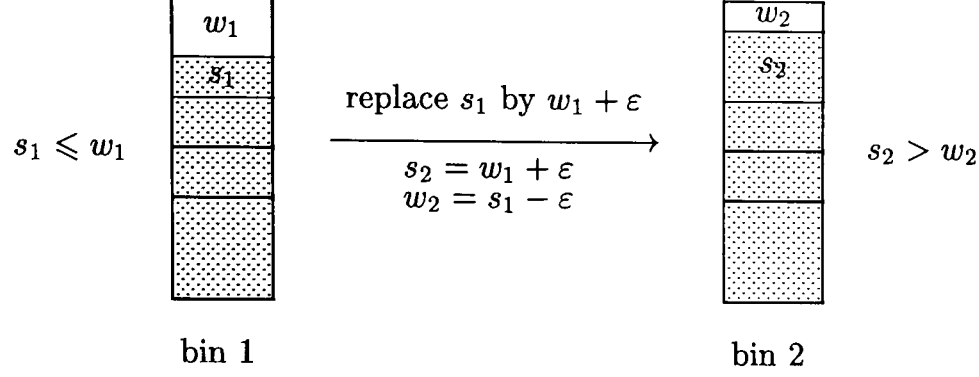 w₁
s₁
s₁ ⩽ w₁
bin 1
replace s₁ by w₁ + ε
s₂ = w₁ + ε
w₂ = s₁ − ε
w₂
s₂
s₂ > w₂
bin 2